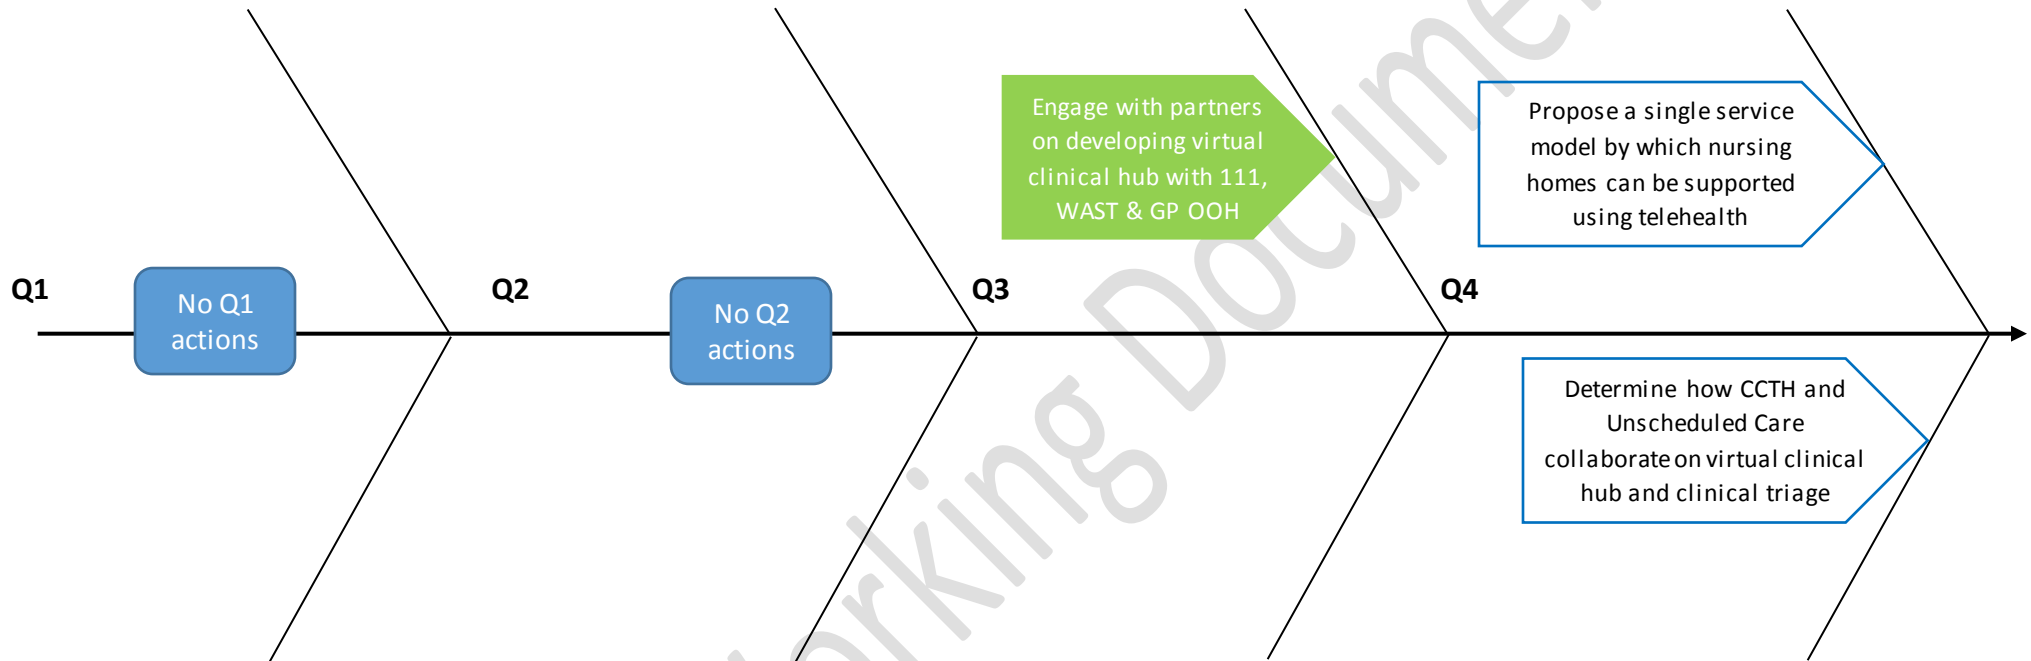 Q1
No Q1
actions
Q2
No Q2
actions
Q3
Engage with partners
on developing virtual
clinical hub with 111,
WAST & GP OOH
Q4
Propose a single service
model by which nursing
homes can be supported
using telehealth
Determine how CCTH and
Unscheduled Care
collaborate on virtual clinical
hub and clinical triage
orking Docume